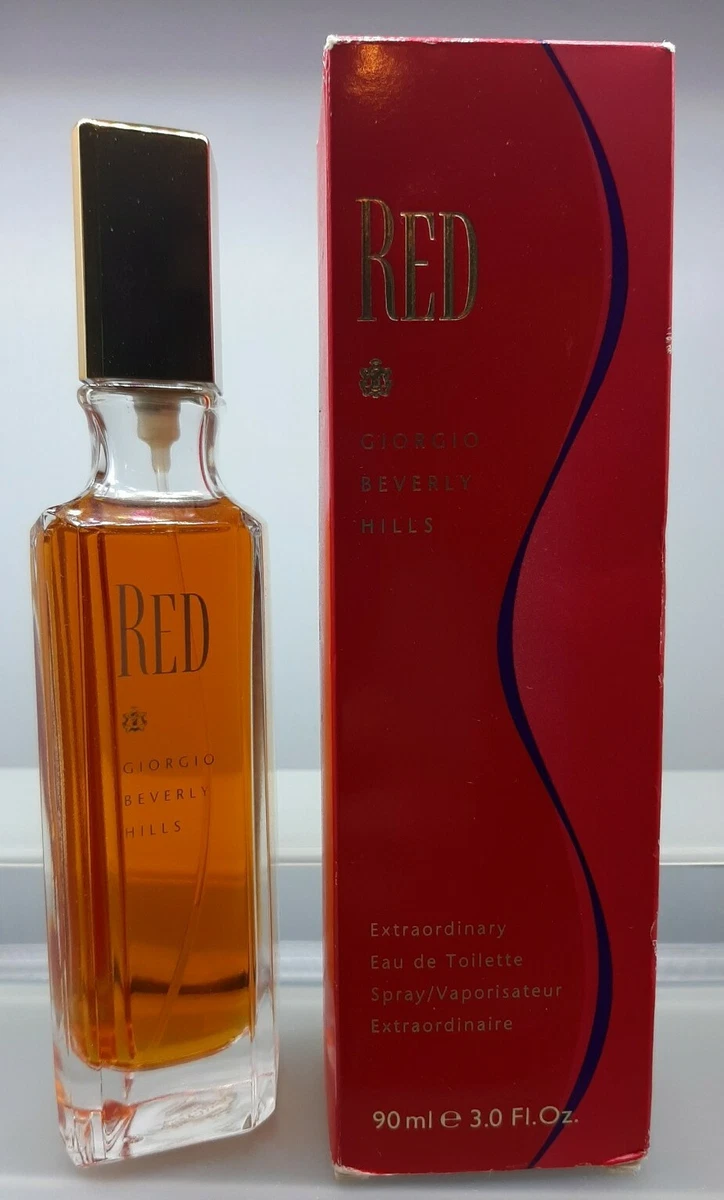 RED
GIORGIO
BEVERLY
HILLS
RED
GIORGIO
BEVERLY
HILLS
Extraordinary
Eau de Toilette
Spray/Vaporisateur
Extraordinaire
90 ml e 3.0 Fl.Oz.